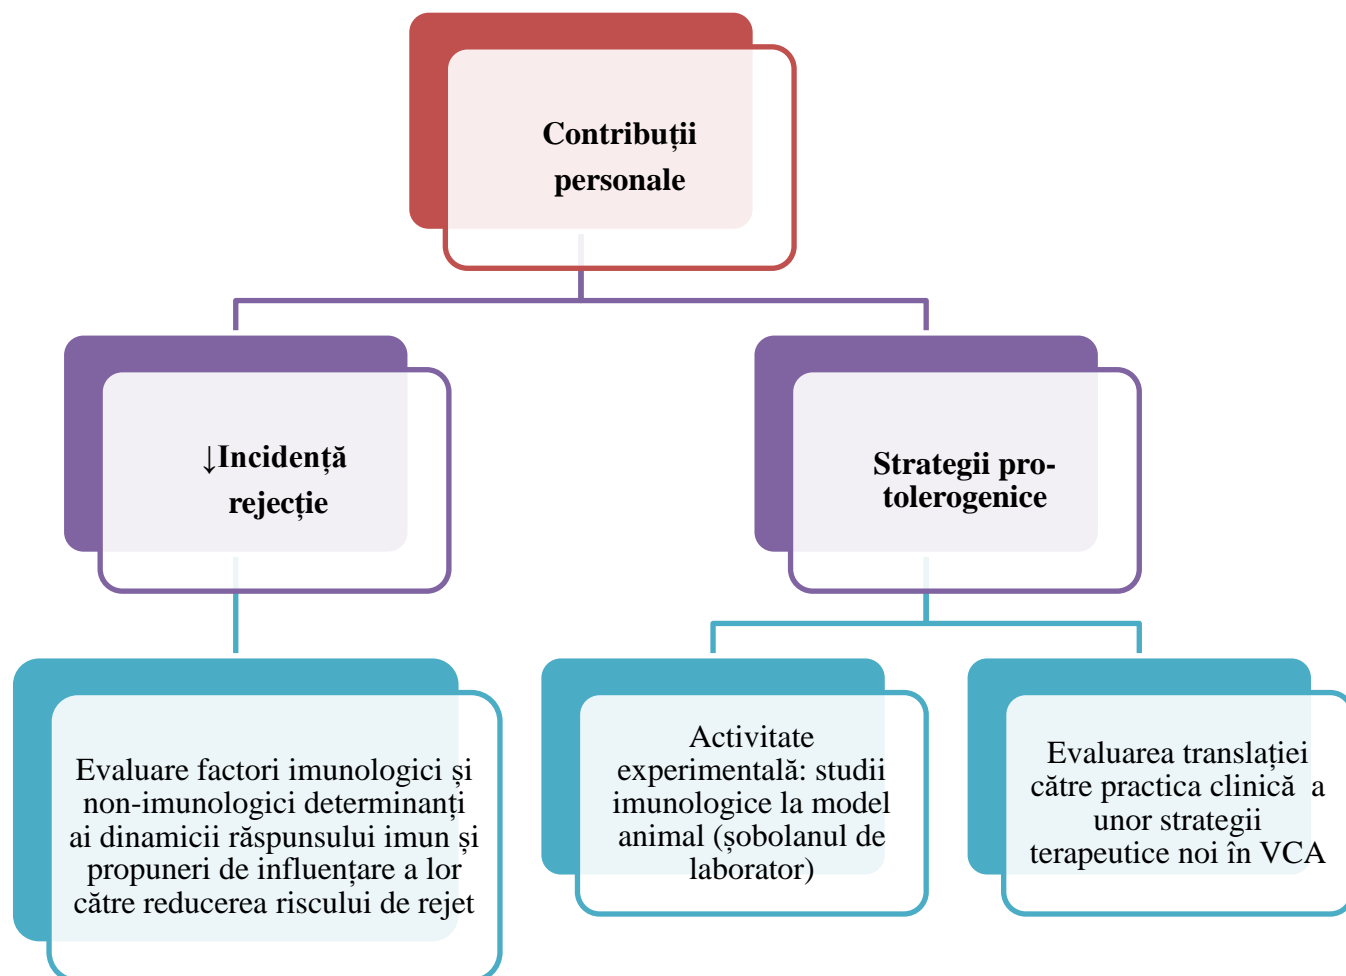 Contribuții
personale
↓Incidență
rejecție
Strategii pro-
tolerogenice
Evaluare factori imunologici și
non-imunologici determinanți
ai dinamicii răspunsului imun și
propuneri de influențare a lor
către reducerea riscului de rejet
Activitate
experimentală: studii
imunologice la model
animal (șobolanul de
laborator)
Evaluarea translației
către practica clinică a
unor strategii
terapeutice noi în VCA